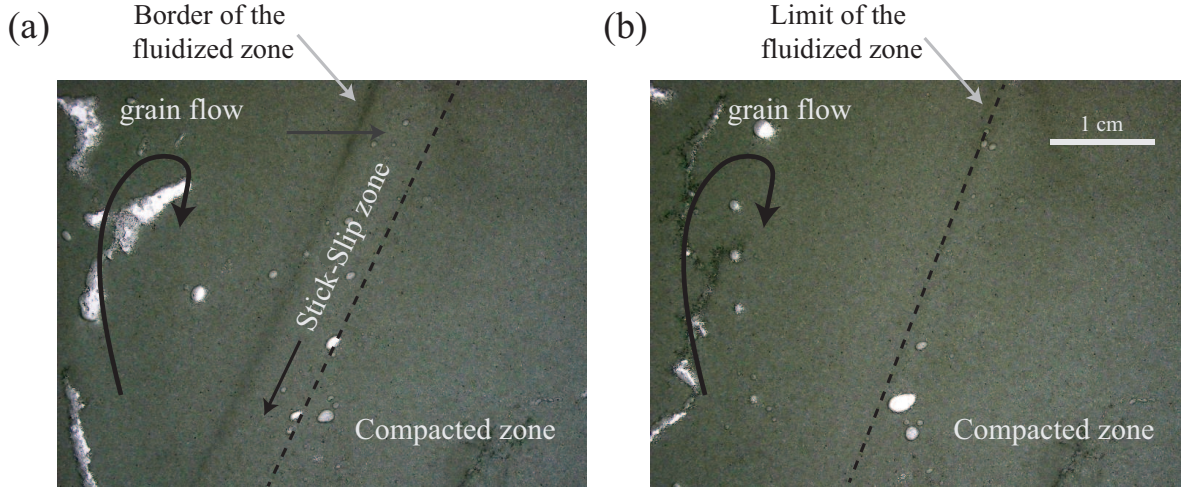 (a)
Border of the
fluidized zone
grain flow
Stick-Slip zone
Compacted zone
(b)
Limit of the
fluidized zone
grain flow
1 cm
Compacted zone